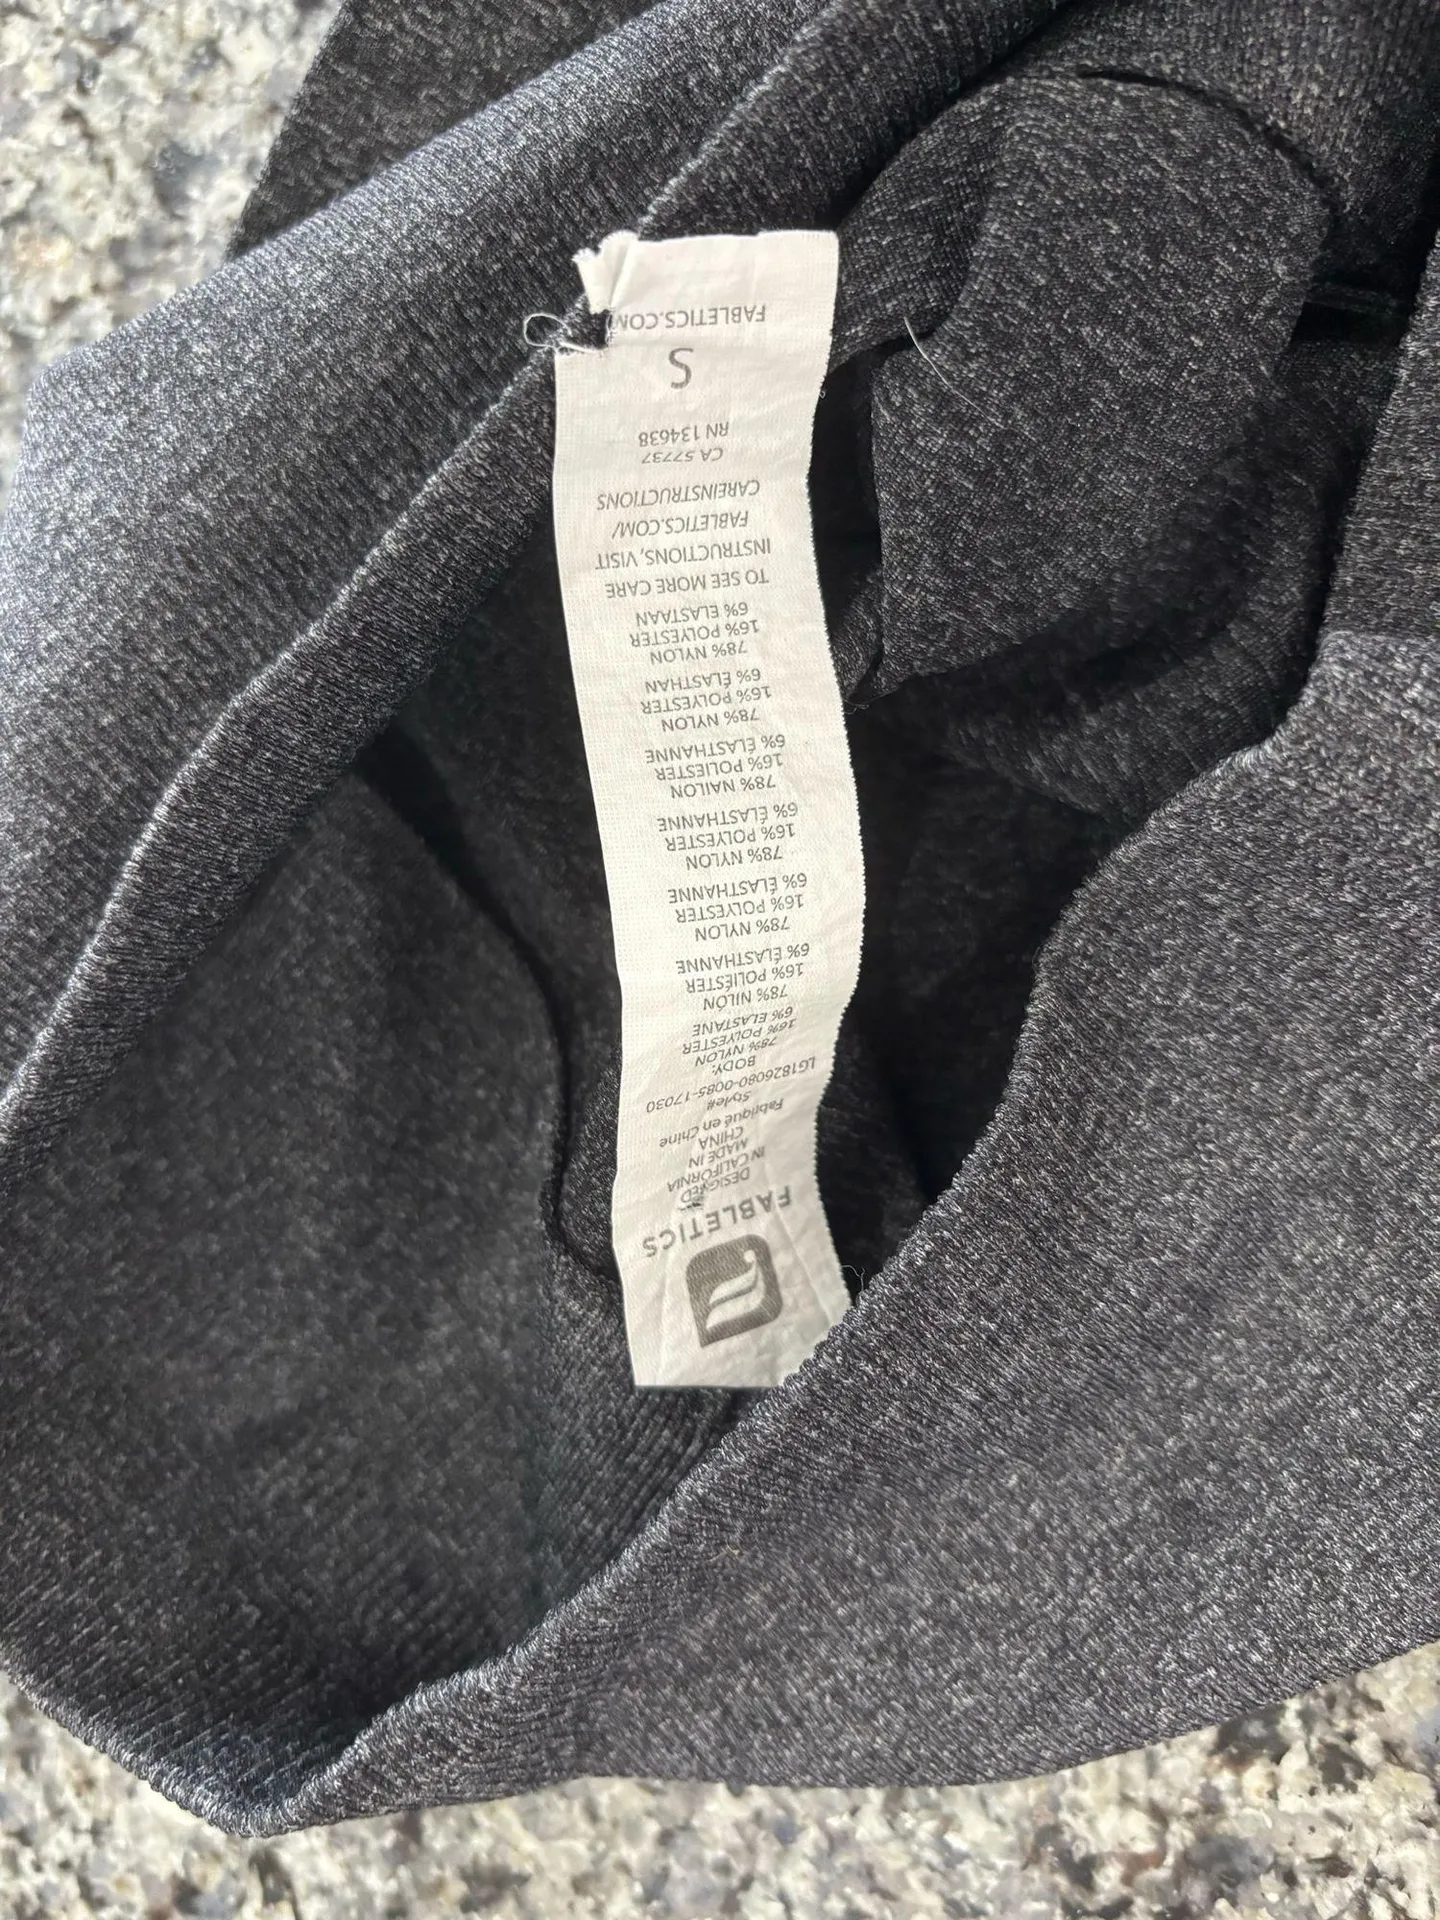 FABLETICS
DESIGNED
IN CALIFORNIA
MADE IN
CHINA
Fabriqué en Chine
Style#
LG1826080-0085-17030
BODY:
78% NYLON
16% POLYESTER
6% ELASTANE
78% NILÓN
16% POLIÉSTER
6% ELASTHANNE
78% NYLON
16% POLYESTER
6% ÉLASTHANNE
78% NYLON
16% POLYESTER
6% ÉLASTHANNE
78% NAILON
16% POLIESTER
6% ELASTHANNE
78% NYLON
16% POLYESTER
6% ELASTHAN
78% NYLON
16% POLYESTER
6% ELASTAAN
TO SEE MORE CARE
INSTRUCTIONS, VISIT
FABLETICS.COM/
CAREINSTRUCTIONS
CA 57737
RN 134638
S
FABLETICS.COM